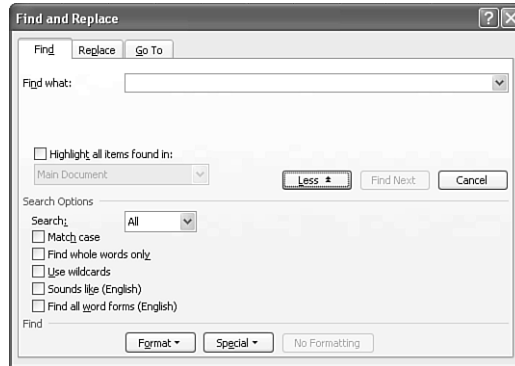 Find and Replace
Find Replace Go To
Find what:
Highlight all items found in:
Main Document
Less Find Next Cancel
Search Options
Search: All
Match case
Find whole words only
Use wildcards
Sounds like (English)
Find all word forms (English)
Find
Format Special No Formatting